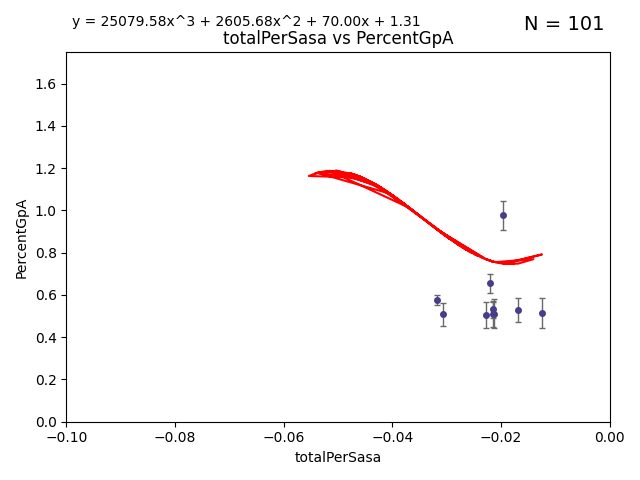 y = 25079.58x^3 + 2605.68x^2 + 70.00x + 1.31
N = 101
totalPerSasa vs PercentGpA
1.6
1.4
1.2
1.0
0.8
0.6
0.4
0.2
0.0
PercentGpA
−0.10 −0.08 −0.06 −0.04 −0.02 0.00
totalPerSasa